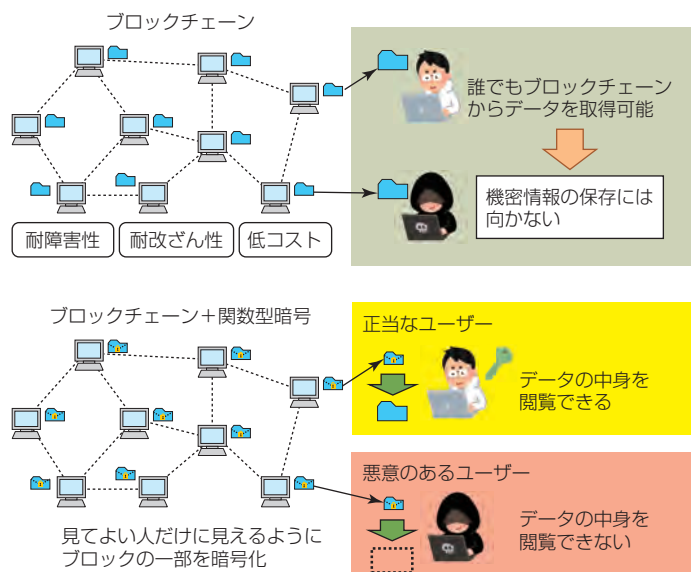 ブロックチェーン
誰でもブロックチェーン
からデータを取得可能
機密情報の保存には
向かない
耐障害性
耐改ざん性
低コスト
ブロックチェーン＋関数型暗号
正当なユーザー
データの中身を
閲覧できる
悪意のあるユーザー
データの中身を
閲覧できない
見てよい人だけに見えるように
ブロックの一部を暗号化